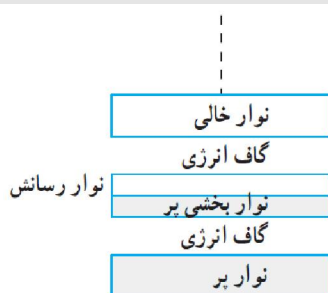 نوار خالی
گاف انرژی
نوار رسانش
نوار بخشی پر
گاف انرژی
نوار پر